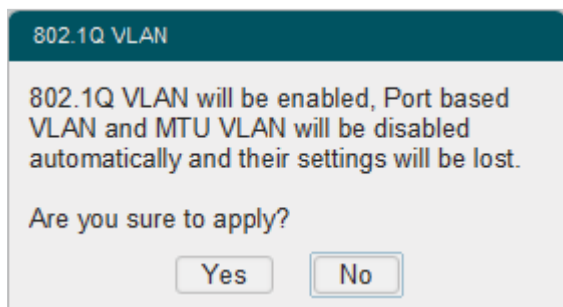 802.1Q VLAN
802.1Q VLAN will be enabled, Port based
VLAN and MTU VLAN will be disabled
automatically and their settings will be lost.
Are you sure to apply?
Yes No